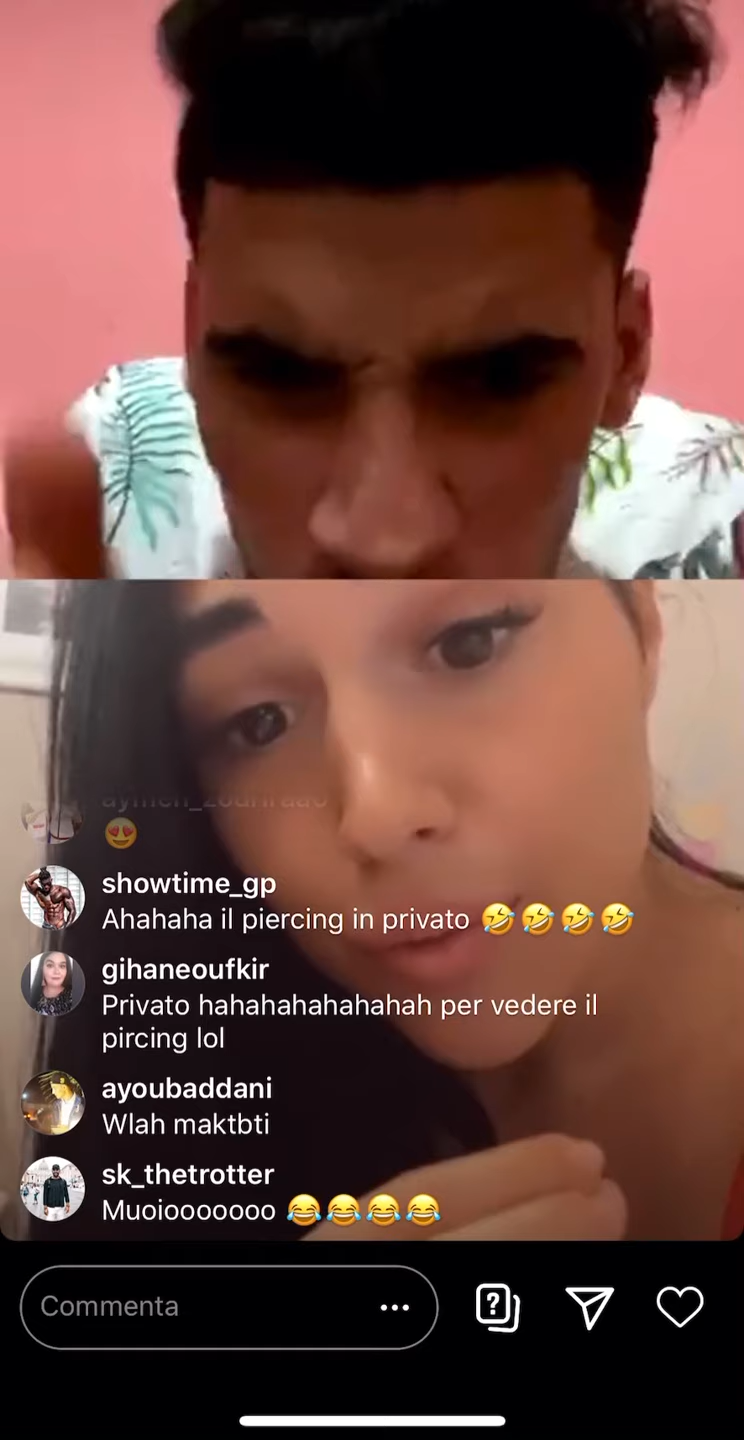 😍
showtime_gp
Ahahaha il piercing in privato 🤣🤣🤣🤣
gihaneoufkir
Privato hahahahahahahah per vedere il
pircing lol
ayoubaddani
Wlah maktbti
sk_thetrotter
Muoiooooooo 😂😂😂😂
Commenta